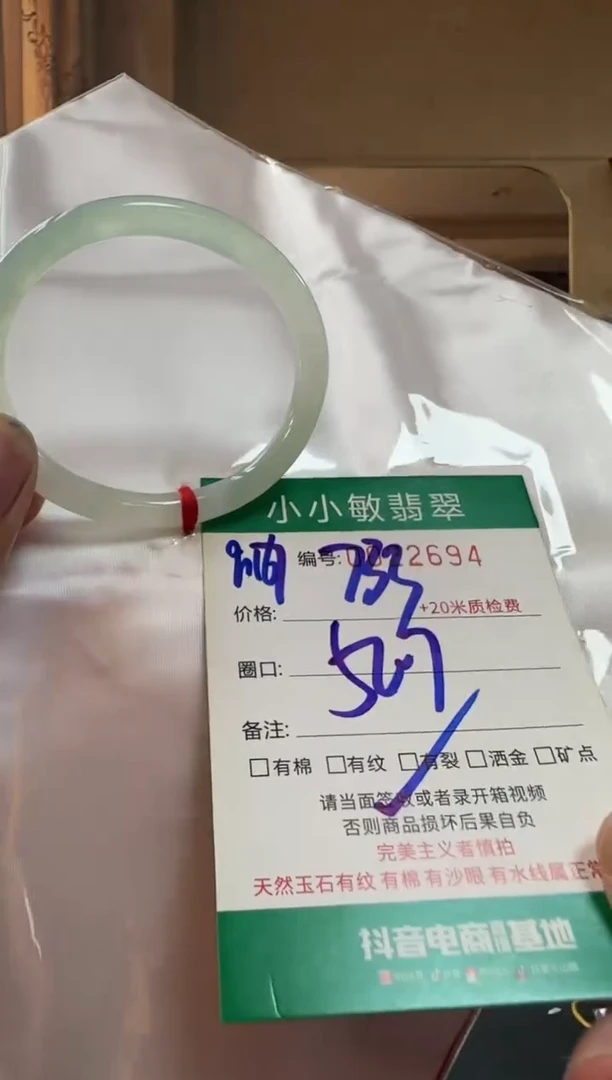 小小敏翡翠
编号:0022694
价格: +20米质检费
圈口:
备注:
□有棉 □有纹 □有裂 □洒金 □矿点
请当面签收或者录开箱视频
否则商品损坏后果自负
完美主义者慎拍
天然玉石有纹 有棉 有沙眼 有水线属正常
抖音电商 基地